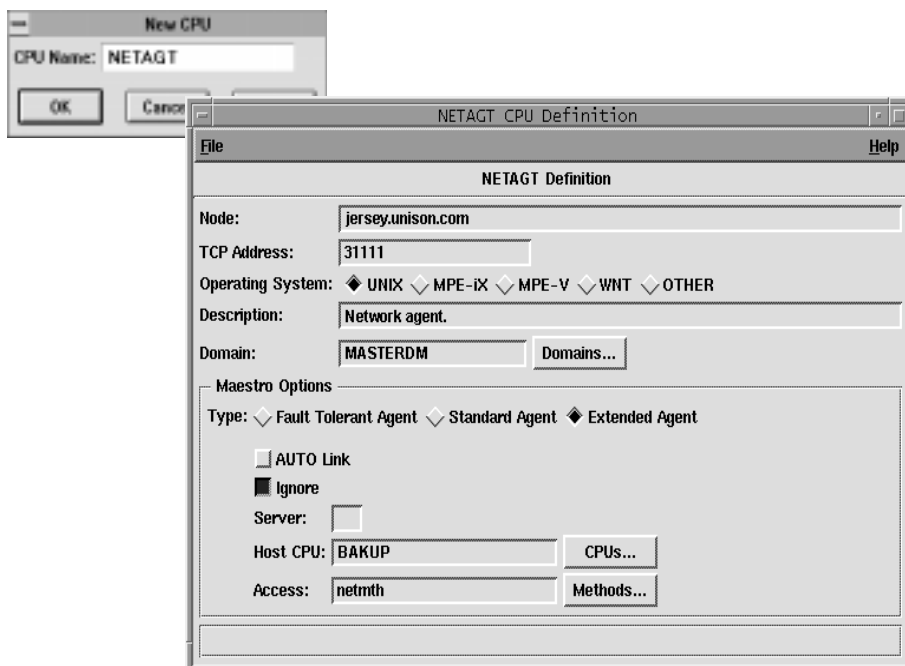 New CPU
CPU Name: NETAGT
OK Cance
NETAGT CPU Definition
File Help
NETAGT Definition
Node: jersey.unison.com
TCP Address: 31111
Operating System: UNIX MPE-iX MPE-V WNT OTHER
Description: Network agent.
Domain: MASTERDM Domains...
Maestro Options
Type: Fault Tolerant Agent Standard Agent Extended Agent
AUTO Link
Ignore
Server:
Host CPU: BAKUP CPUs...
Access: netmth Methods...